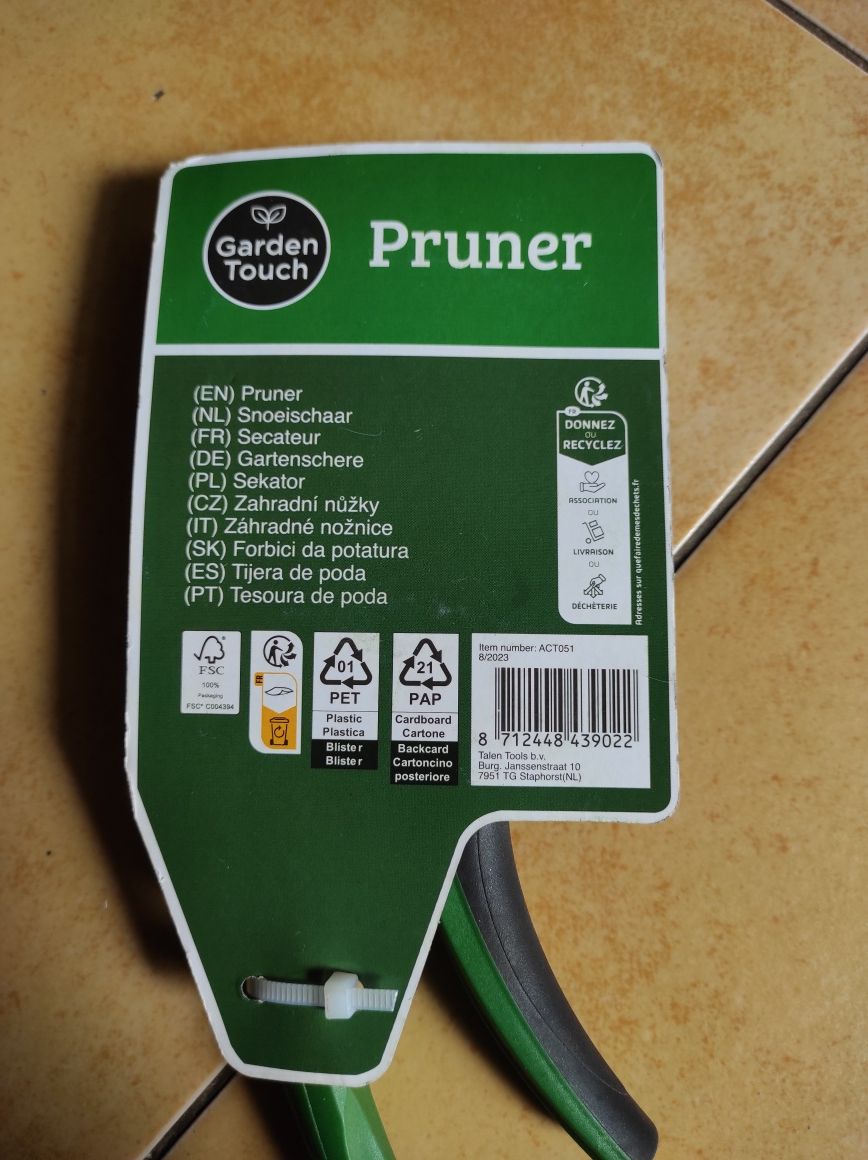 Garden
Touch
Pruner
(EN) Pruner
(NL) Snoeischaar
(FR) Secateur
(DE) Gartenschere
(PL) Sekator
(CZ) Zahradní nůžky
(IT) Záhradné nožnice
(SK) Forbici da potatura
(ES) Tijera de poda
(PT) Tesoura de poda
FR
DONNEZ
OU
RECYCLEZ
ASSOCIATION
OU
LIVRAISON
OU
DÉCHÈTERIE
Adresses sur quefairedemesdechets.fr
FSC
100%
Packaging
FSC® C004394
FR
01
PET
Plastic
Plastica
Blister
Blister
21
PAP
Cardboard
Cartone
Backcard
Cartoncino
posteriore
Item number: ACT051
8/2023
8 712448 439022
Talen Tools b.v.
Burg. Janssenstraat 10
7951 TG Staphorst(NL)